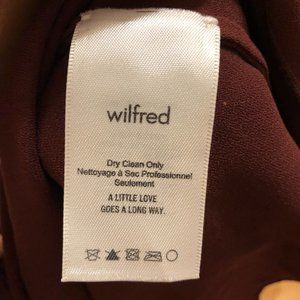 wilfred
Dry Clean Only
Nettoyage à Sec Professionnel
Seulement
A LITTLE LOVE
GOES A LONG WAY.